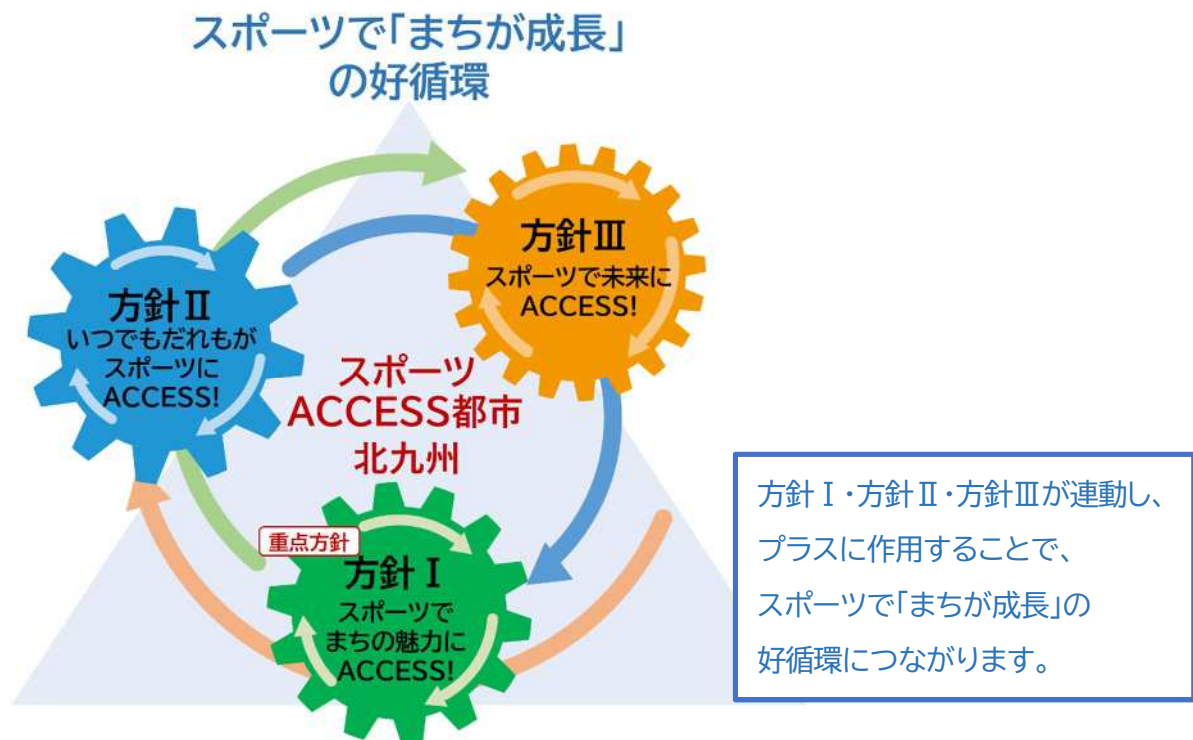 スポーツで「まちが成長」
の好循環
方針Ⅲ
スポーツで未来に
ACCESS!
方針Ⅱ
いつでもだれもが
スポーツに
ACCESS!
スポーツ
ACCESS都市
北九州
重点方針
方針Ⅰ
スポーツで
まちの魅力に
ACCESS!
方針Ⅰ・方針Ⅱ・方針Ⅲが連動し、
プラスに作用することで、
スポーツで「まちが成長」の
好循環につながります。